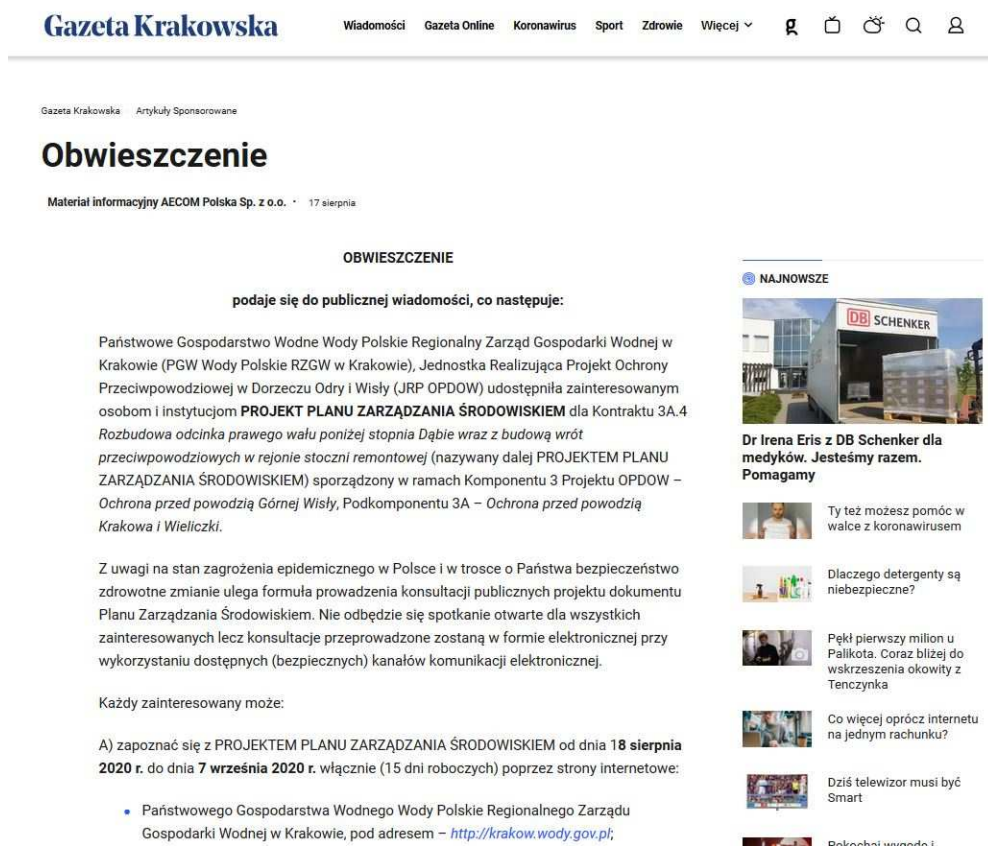 Gazeta Krakowska
Wiadomości Gazeta Online Koronawirus Sport Zdrowie Więcej
g
Gazeta Krakowska Artykuły Sponsorowane
Obwieszczenie
Materiał informacyjny AECOM Polska Sp. z o.o. · 17 sierpnia
OBWIESZCZENIE
podaje się do publicznej wiadomości, co następuje:
Państwowe Gospodarstwo Wodne Wody Polskie Regionalny Zarząd Gospodarki Wodnej w
Krakowie (PGW Wody Polskie RZGW w Krakowie), Jednostka Realizująca Projekt Ochrony
Przeciwpowodziowej w Dorzeczu Odry i Wisły (JRP OPDOW) udostępniła zainteresowanym
osobom i instytucjom PROJEKT PLANU ZARZĄDZANIA ŚRODOWISKIEM dla Kontraktu 3A.4
Rozbudowa odcinka prawego wału poniżej stopnia Dąbie wraz z budową wrót
przeciwpowodziowych w rejonie stoczni remontowej (nazywany dalej PROJEKTEM PLANU
ZARZĄDZANIA ŚRODOWISKIEM) sporządzony w ramach Komponentu 3 Projektu OPDOW –
Ochrona przed powodzią Górnej Wisły, Podkomponentu 3A – Ochrona przed powodzią
Krakowa i Wieliczki.
Z uwagi na stan zagrożenia epidemicznego w Polsce i w trosce o Państwa bezpieczeństwo
zdrowotne zmianie ulega formuła prowadzenia konsultacji publicznych projektu dokumentu
Planu Zarządzania Środowiskiem. Nie odbędzie się spotkanie otwarte dla wszystkich
zainteresowanych lecz konsultacje przeprowadzone zostaną w formie elektronicznej przy
wykorzystaniu dostępnych (bezpiecznych) kanałów komunikacji elektronicznej.
Każdy zainteresowany może:
A) zapoznać się z PROJEKTEM PLANU ZARZĄDZANIA ŚRODOWISKIEM od dnia 18 sierpnia
2020 r. do dnia 7 września 2020 r. włącznie (15 dni roboczych) poprzez strony internetowe:
• Państwowego Gospodarstwa Wodnego Wody Polskie Regionalnego Zarządu
Gospodarki Wodnej w Krakowie, pod adresem – http://krakow.wody.gov.pl;
NAJNOWSZE
DB SCHENKER
Dr Irena Eris z DB Schenker dla
medyków. Jesteśmy razem.
Pomagamy
Ty też możesz pomóc w
walce z koronawirusem
Dlaczego detergenty są
niebezpieczne?
Pękł pierwszy milion u
Palikota. Coraz bliżej do
wskrzeszenia okowity z
Tenczynka
Co więcej oprócz internetu
na jednym rachunku?
Dziś telewizor musi być
Smart
Pokochaj wygodę i